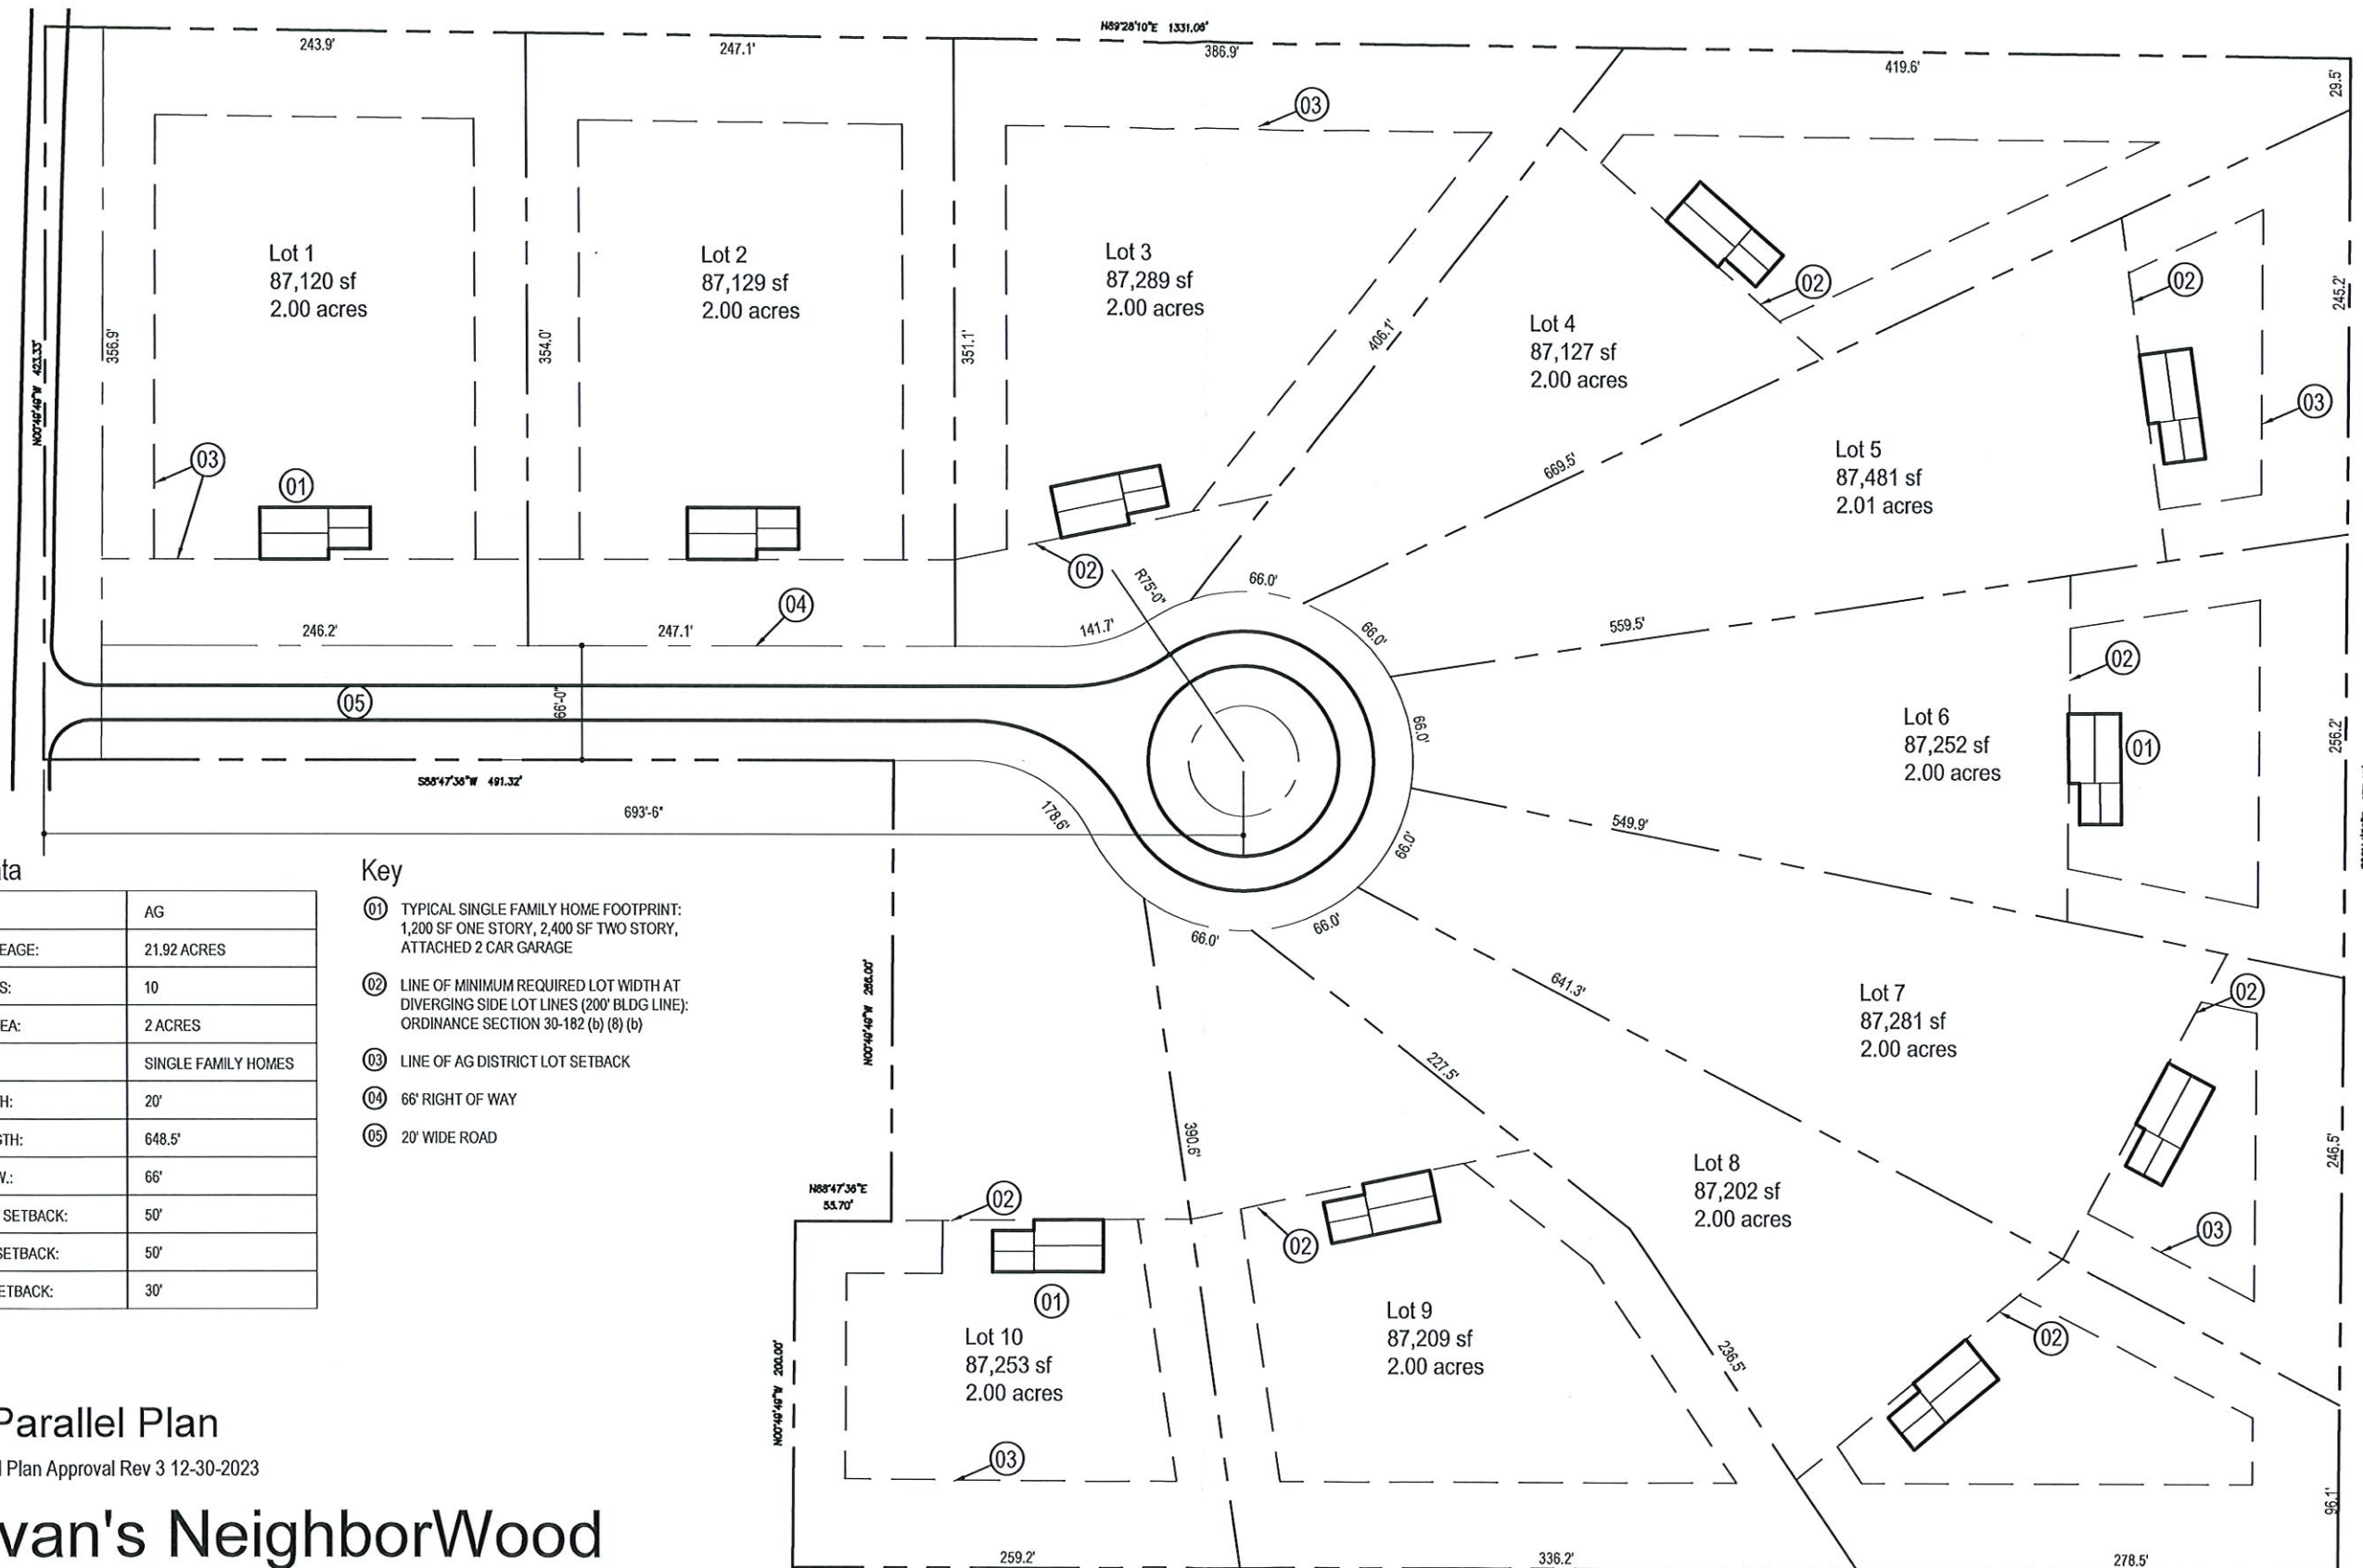 N89°28'10"E 1331.06'
243.9'
247.1'
386.9'
419.6'
29.5'
03
Lot 1
87,120 sf
2.00 acres
Lot 2
87,129 sf
2.00 acres
Lot 3
87,289 sf
2.00 acres
Lot 4
87,127 sf
2.00 acres
02
02
245.2'
N00°49'49"W 423.33'
356.9'
354.0'
351.1'
406.1'
03
03
01
669.5'
Lot 5
87,481 sf
2.01 acres
02
R75'-0"
66.0'
04
246.2'
247.1'
141.7'
66.0'
559.5'
02
05
66'-0"
66.0'
Lot 6
87,252 sf
2.00 acres
01
256.2'
S88°47'36"W 491.32'
693'-6"
178.6'
66.0'
549.9'
ata
AG
EAGE: 21.92 ACRES
S: 10
EA: 2 ACRES
SINGLE FAMILY HOMES
H: 20'
GTH: 648.5'
W.: 66'
SETBACK: 50'
SETBACK: 50'
ETBACK: 30'
Key
01 TYPICAL SINGLE FAMILY HOME FOOTPRINT:
1,200 SF ONE STORY, 2,400 SF TWO STORY,
ATTACHED 2 CAR GARAGE
02 LINE OF MINIMUM REQUIRED LOT WIDTH AT
DIVERGING SIDE LOT LINES (200' BLDG LINE):
ORDINANCE SECTION 30-182 (b) (8) (b)
03 LINE OF AG DISTRICT LOT SETBACK
04 66' RIGHT OF WAY
05 20' WIDE ROAD
66.0'
66.0'
641.3'
Lot 7
87,281 sf
2.00 acres
02
227.5'
390.6'
246.5'
N88°47'36"E
55.70'
02
02
Lot 8
87,202 sf
2.00 acres
03
01
Lot 10
87,253 sf
2.00 acres
Lot 9
87,209 sf
2.00 acres
236.5'
02
N00°49'49"W 200.00'
03
96.1'
259.2'
336.2'
278.5'
Parallel Plan
l Plan Approval Rev 3 12-30-2023
van's NeighborWood